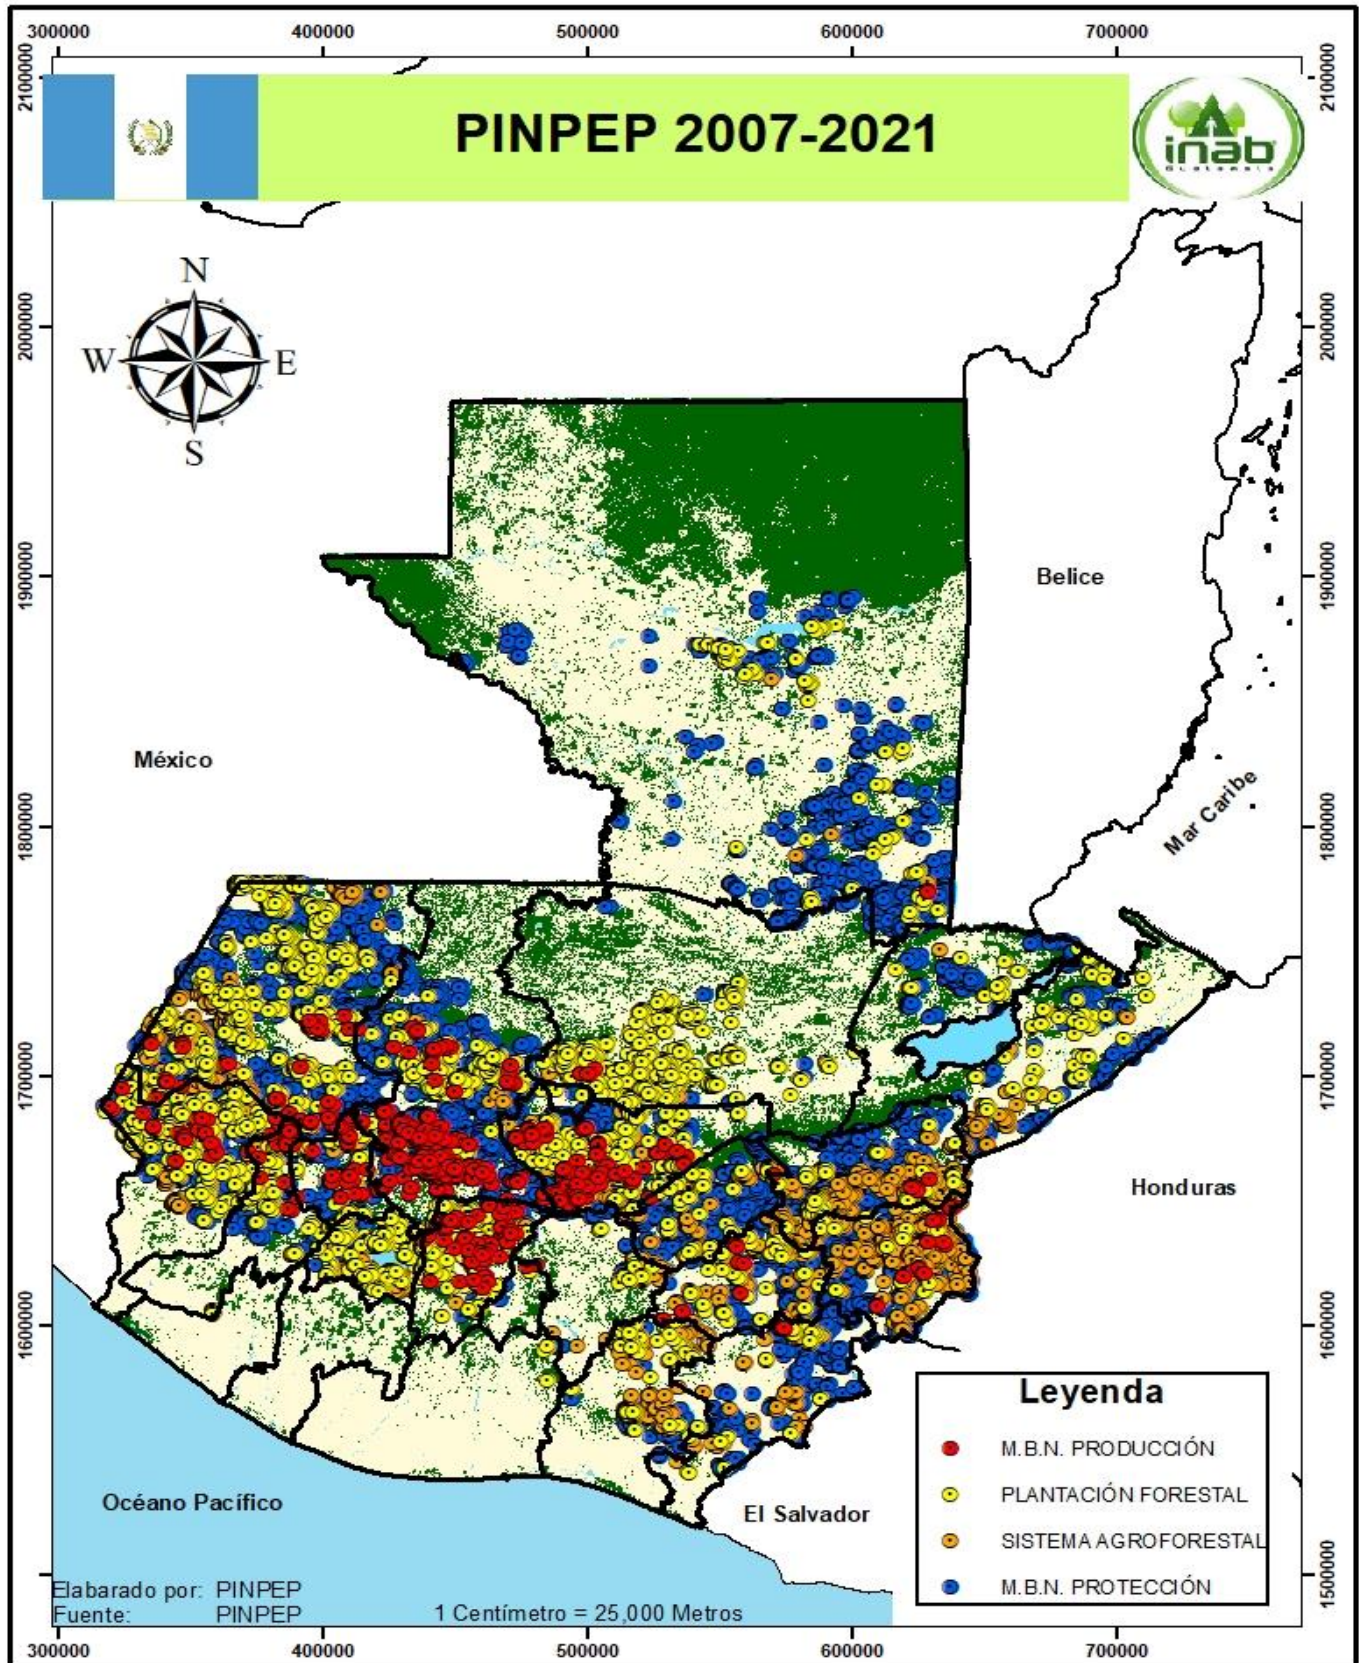 300000 400000 500000 600000 700000
2100000 2100000
PINPEP 2007-2021
inab
Guatemala
N
W E
S
2000000 2000000
1900000 1900000
Belice
México
Mar Caribe
1800000 1800000
1700000 1700000
Honduras
1600000 1600000
Leyenda
M.B.N. PRODUCCIÓN
PLANTACIÓN FORESTAL
SISTEMA AGROFORESTAL
M.B.N. PROTECCIÓN
Océano Pacífico
El Salvador
1500000
Elabarado por: PINPEP
Fuente: PINPEP
1 Centímetro = 25,000 Metros
300000 400000 500000 600000 700000